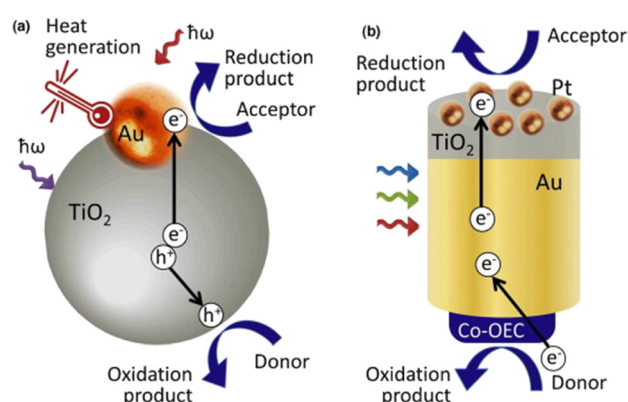 (a)
Heat
generation
ħω
Reduction
product
Acceptor
Au
e⁻
ħω
TiO₂
e⁻
h⁺
h⁺
Donor
Oxidation
product
(b)
Acceptor
Reduction
product
Pt
e⁻
TiO₂
Au
e⁻
e⁻
Co-OEC
e⁻
Donor
Oxidation
product